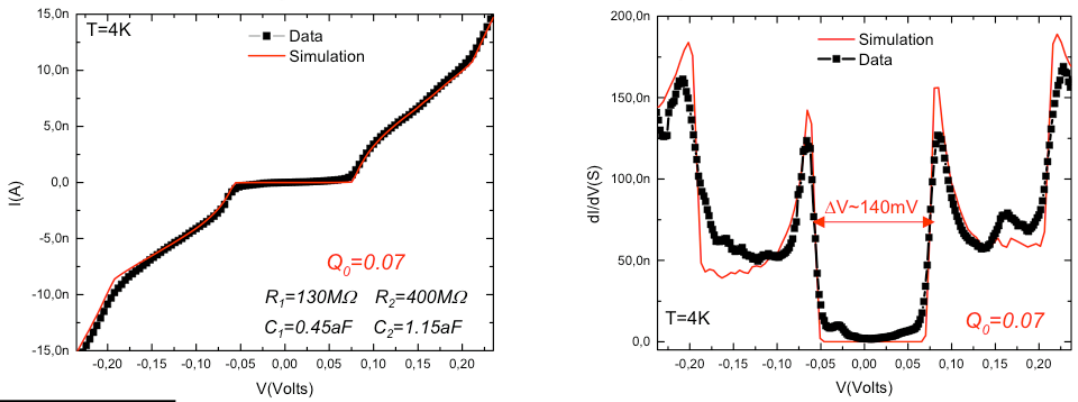 T=4K
Data
Simulation
15,0n
10,0n
5,0n
0,0
-5,0n
-10,0n
-15,0n
I(A)
Q₀=0.07
R₁=130MΩ R₂=400MΩ
C₁=0.45aF C₂=1.15aF
-0,20 -0,15 -0,10 -0,05 0,00 0,05 0,10 0,15 0,20
V(Volts)
200,0n
150,0n
100,0n
50,0n
0,0
dI/dV(S)
Simulation
Data
ΔV~140mV
T=4K
Q₀=0.07
-0,20 -0,15 -0,10 -0,05 0,00 0,05 0,10 0,15 0,20
V(Volts)